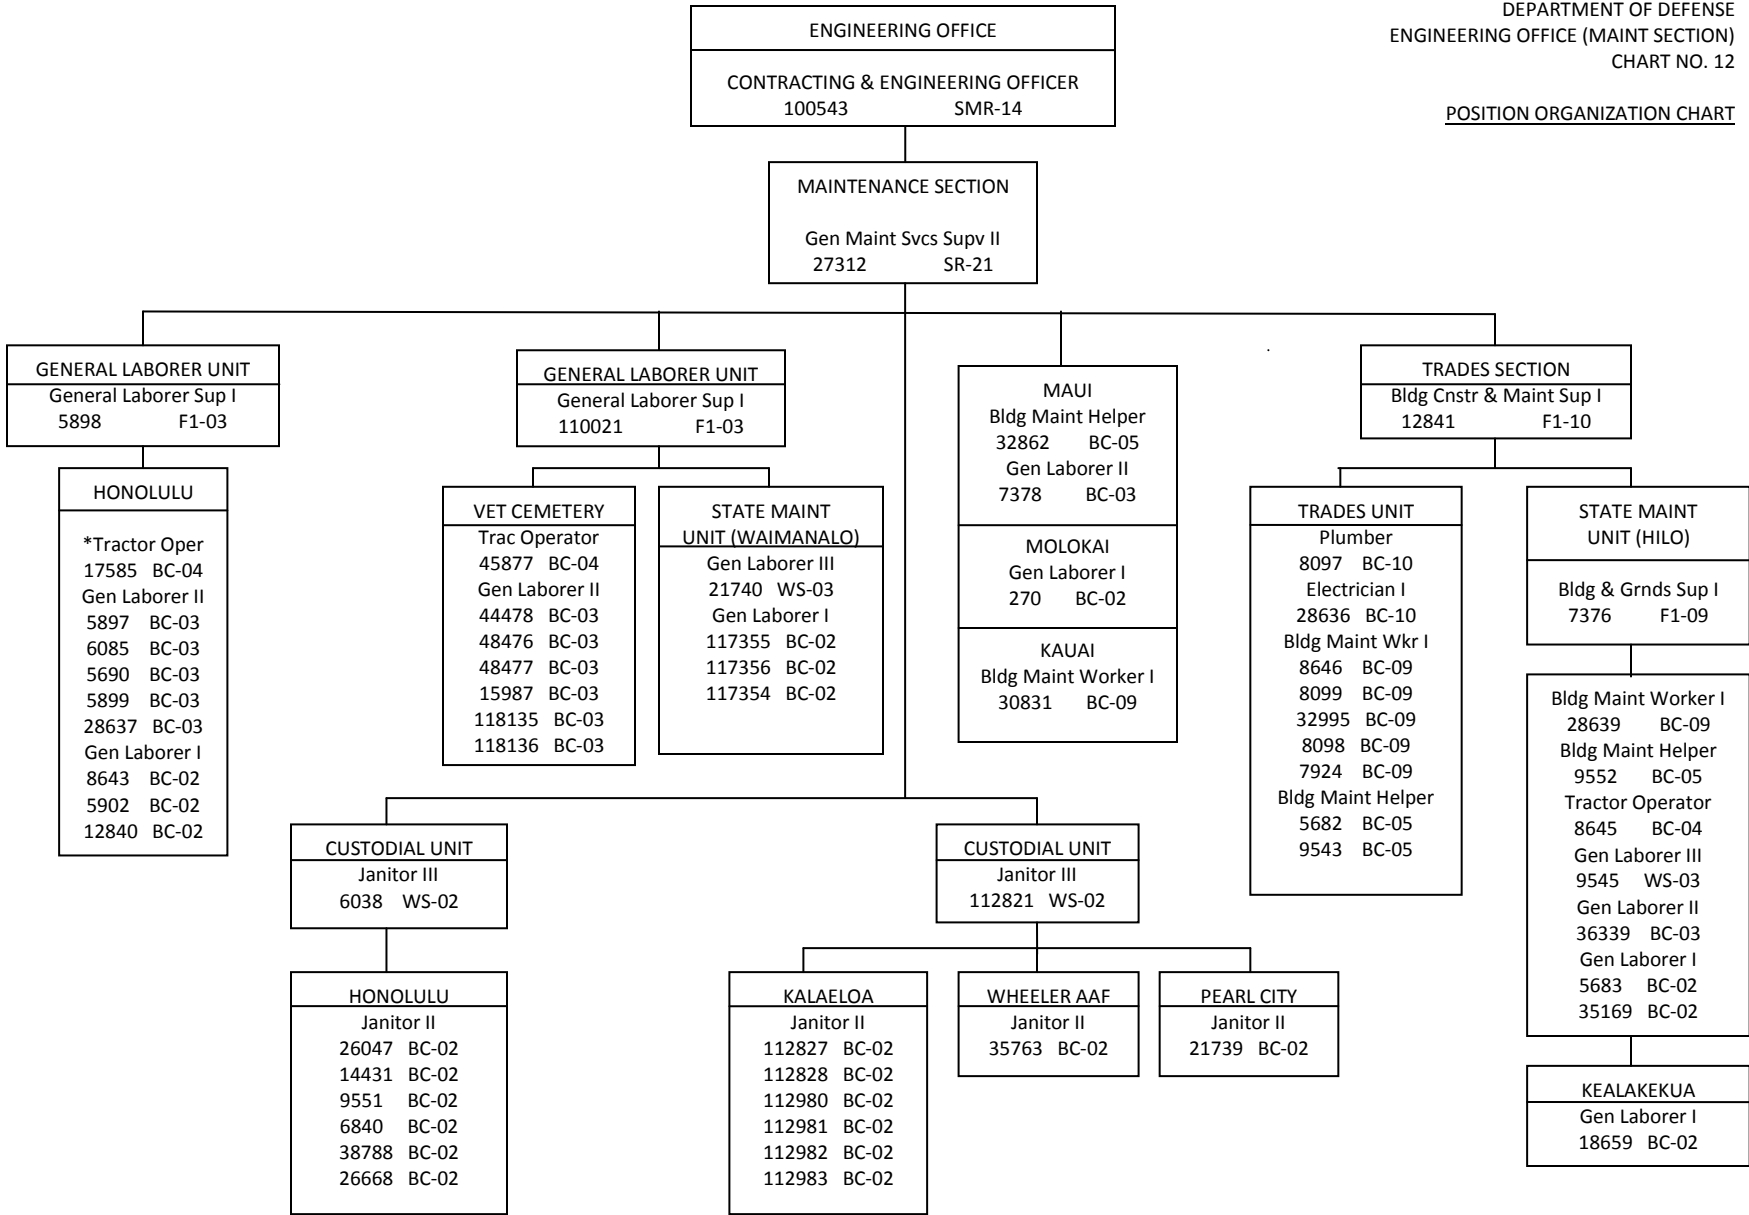 DEPARTMENT OF DEFENSE
ENGINEERING OFFICE (MAINT SECTION)
CHART NO. 12
POSITION ORGANIZATION CHART
ENGINEERING OFFICE
CONTRACTING & ENGINEERING OFFICER
100543 SMR-14
MAINTENANCE SECTION
Gen Maint Svcs Supv II
27312 SR-21
GENERAL LABORER UNIT
General Laborer Sup I
5898 F1-03
HONOLULU
*Tractor Oper
17585 BC-04
Gen Laborer II
5897 BC-03
6085 BC-03
5690 BC-03
5899 BC-03
28637 BC-03
Gen Laborer I
8643 BC-02
5902 BC-02
12840 BC-02
GENERAL LABORER UNIT
General Laborer Sup I
110021 F1-03
VET CEMETERY
Trac Operator
45877 BC-04
Gen Laborer II
44478 BC-03
48476 BC-03
48477 BC-03
15987 BC-03
118135 BC-03
118136 BC-03
STATE MAINT
UNIT (WAIMANALO)
Gen Laborer III
21740 WS-03
Gen Laborer I
117355 BC-02
117356 BC-02
117354 BC-02
MAUI
Bldg Maint Helper
32862 BC-05
Gen Laborer II
7378 BC-03
MOLOKAI
Gen Laborer I
270 BC-02
KAUAI
Bldg Maint Worker I
30831 BC-09
TRADES SECTION
Bldg Cnstr & Maint Sup I
12841 F1-10
TRADES UNIT
Plumber
8097 BC-10
Electrician I
28636 BC-10
Bldg Maint Wkr I
8646 BC-09
8099 BC-09
32995 BC-09
8098 BC-09
7924 BC-09
Bldg Maint Helper
5682 BC-05
9543 BC-05
STATE MAINT
UNIT (HILO)
Bldg & Grnds Sup I
7376 F1-09
Bldg Maint Worker I
28639 BC-09
Bldg Maint Helper
9552 BC-05
Tractor Operator
8645 BC-04
Gen Laborer III
9545 WS-03
Gen Laborer II
36339 BC-03
Gen Laborer I
5683 BC-02
35169 BC-02
KEALAKEKUA
Gen Laborer I
18659 BC-02
CUSTODIAL UNIT
Janitor III
6038 WS-02
HONOLULU
Janitor II
26047 BC-02
14431 BC-02
9551 BC-02
6840 BC-02
38788 BC-02
26668 BC-02
CUSTODIAL UNIT
Janitor III
112821 WS-02
KALAELOA
Janitor II
112827 BC-02
112828 BC-02
112980 BC-02
112981 BC-02
112982 BC-02
112983 BC-02
WHEELER AAF
Janitor II
35763 BC-02
PEARL CITY
Janitor II
21739 BC-02